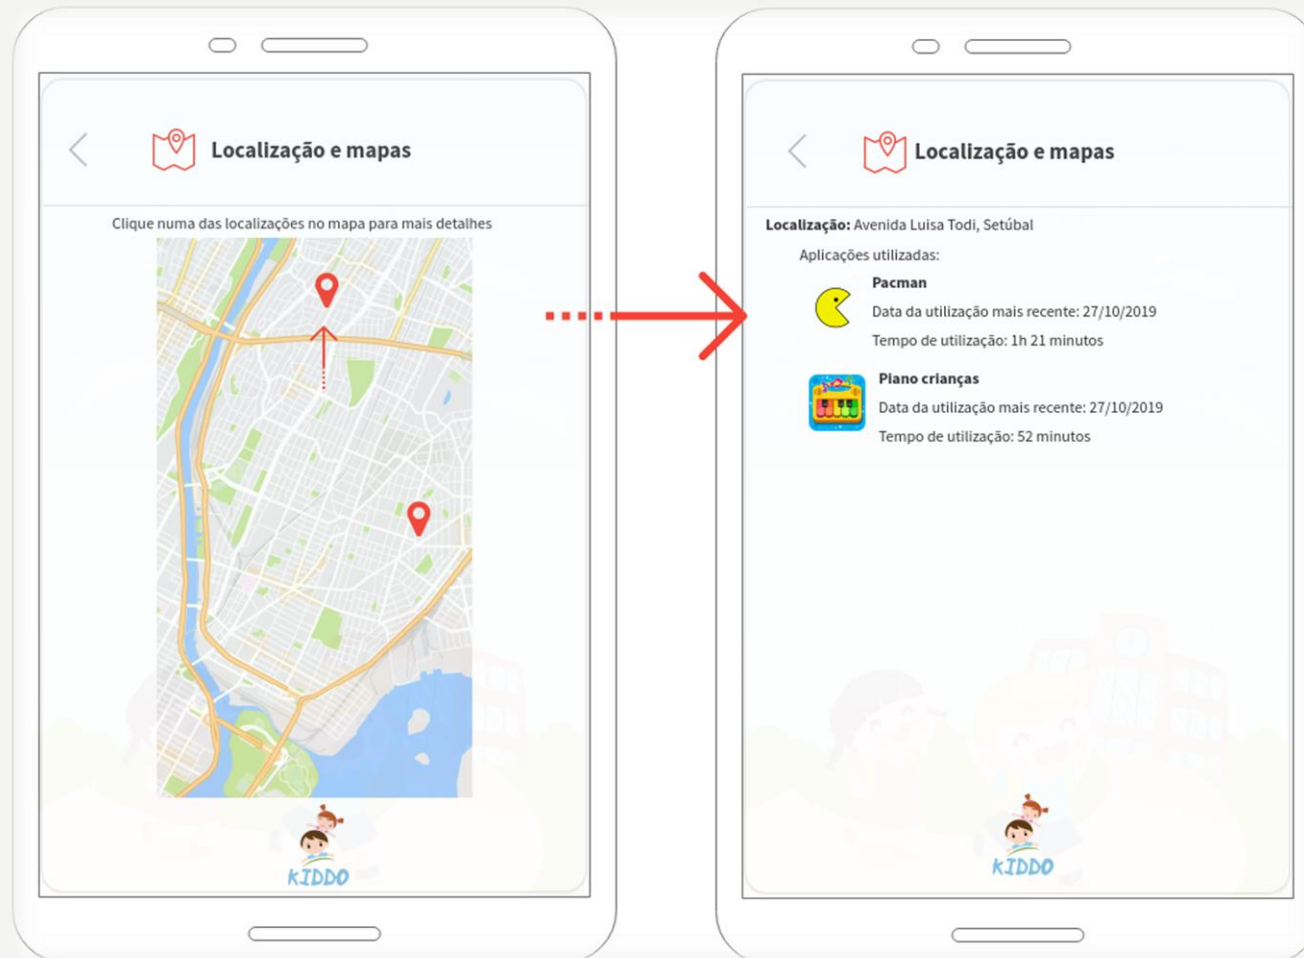 Localização e mapas
Clique numa das localizações no mapa para mais detalhes
KIDDO
Localização e mapas
Localização: Avenida Luisa Todi, Setúbal
Aplicações utilizadas:
Pacman
Data da utilização mais recente: 27/10/2019
Tempo de utilização: 1h 21 minutos
Piano crianças
Data da utilização mais recente: 27/10/2019
Tempo de utilização: 52 minutos
KIDDO